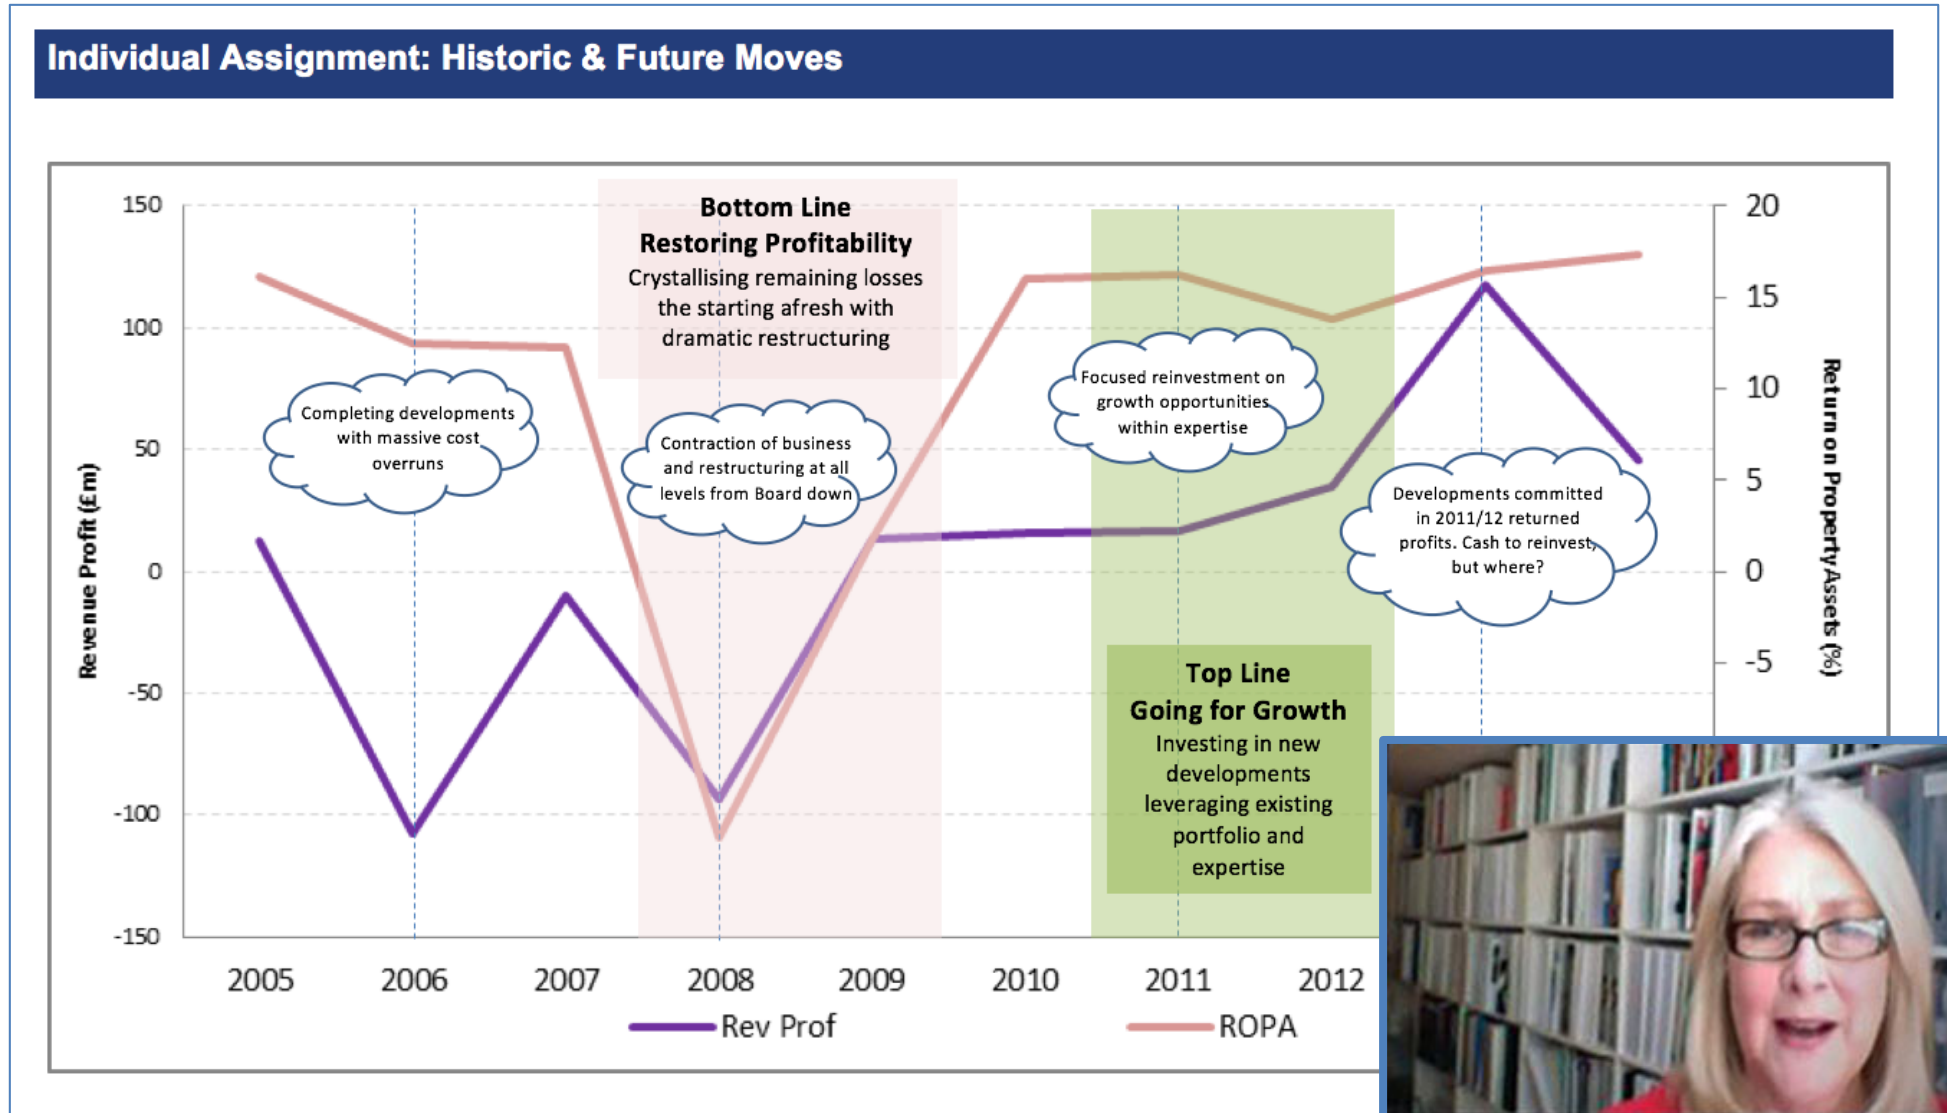 Individual Assignment: Historic & Future Moves
150
100
50
0
-50
-100
-150
Revenue Profit (£m)
20
15
10
5
0
-5
Return on Property Assets (%)
Bottom Line
Restoring Profitability
Crystallising remaining losses
the starting afresh with
dramatic restructuring
Completing developments
with massive cost
overruns
Contraction of business
and restructuring at all
levels from Board down
Focused reinvestment on
growth opportunities
within expertise
Developments committed
in 2011/12 returned
profits. Cash to reinvest,
but where?
Top Line
Going for Growth
Investing in new
developments
leveraging existing
portfolio and
expertise
2005 2006 2007 2008 2009 2010 2011 2012
Rev Prof ROPA